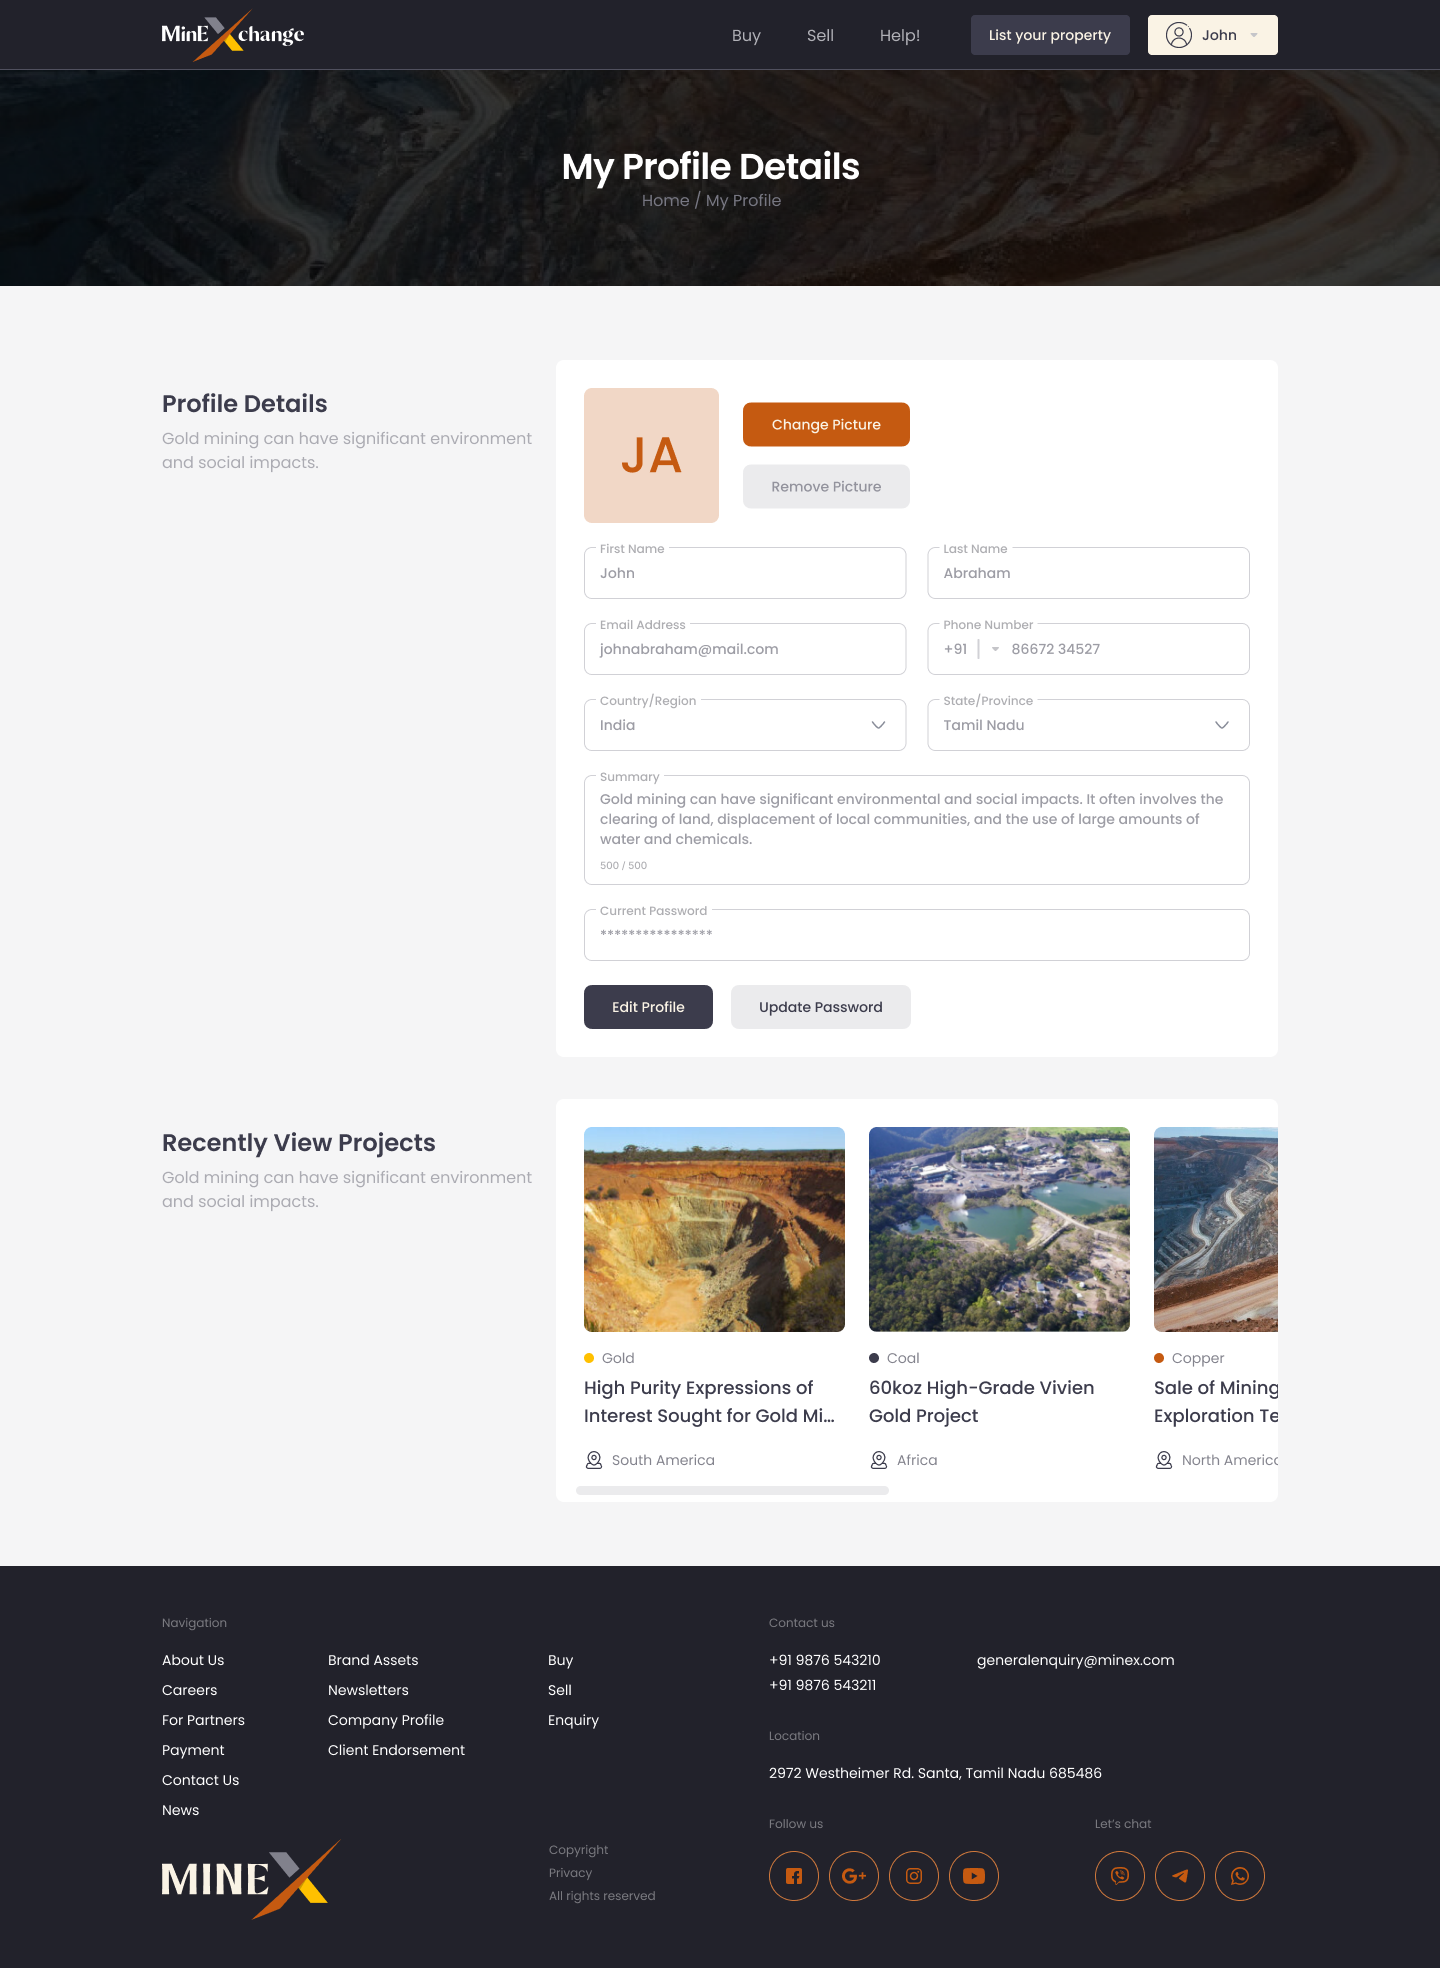 MinEXchange
Buy
Sell
Help!
List your property
John
My Profile Details
Home / My Profile
Profile Details
Gold mining can have significant environment
and social impacts.
JA
Change Picture
Remove Picture
First Name
John
Last Name
Abraham
Email Address
johnabraham@mail.com
Phone Number
+91
86672 34527
Country/Region
India
State/Province
Tamil Nadu
Summary
Gold mining can have significant environmental and social impacts. It often involves the
clearing of land, displacement of local communities, and the use of large amounts of
water and chemicals.
500 / 500
Current Password
****************
Edit Profile
Update Password
Recently View Projects
Gold mining can have significant environment
and social impacts.
Gold
High Purity Expressions of
Interest Sought for Gold Mi...
South America
Coal
60koz High-Grade Vivien
Gold Project
Africa
Copper
Sale of Mining
Exploration Te
North America
Navigation
About Us
Careers
For Partners
Payment
Contact Us
News
Brand Assets
Newsletters
Company Profile
Client Endorsement
Buy
Sell
Enquiry
Contact us
+91 9876 543210
+91 9876 543211
generalenquiry@minex.com
Location
2972 Westheimer Rd. Santa, Tamil Nadu 685486
Follow us
Let's chat
MINEX
Copyright
Privacy
All rights reserved